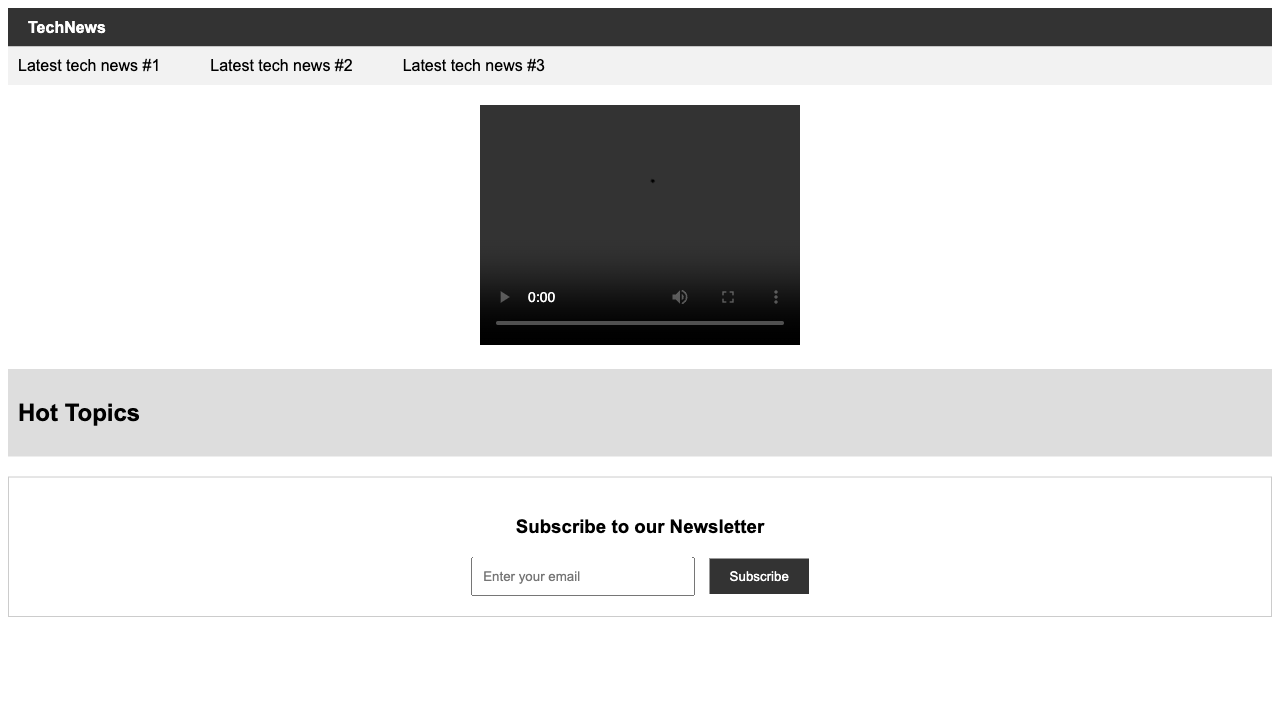 TechNews
Latest tech news #1 Latest tech news #2 Latest tech news #3
0:00
Hot Topics
Subscribe to our Newsletter
Enter your email Subscribe